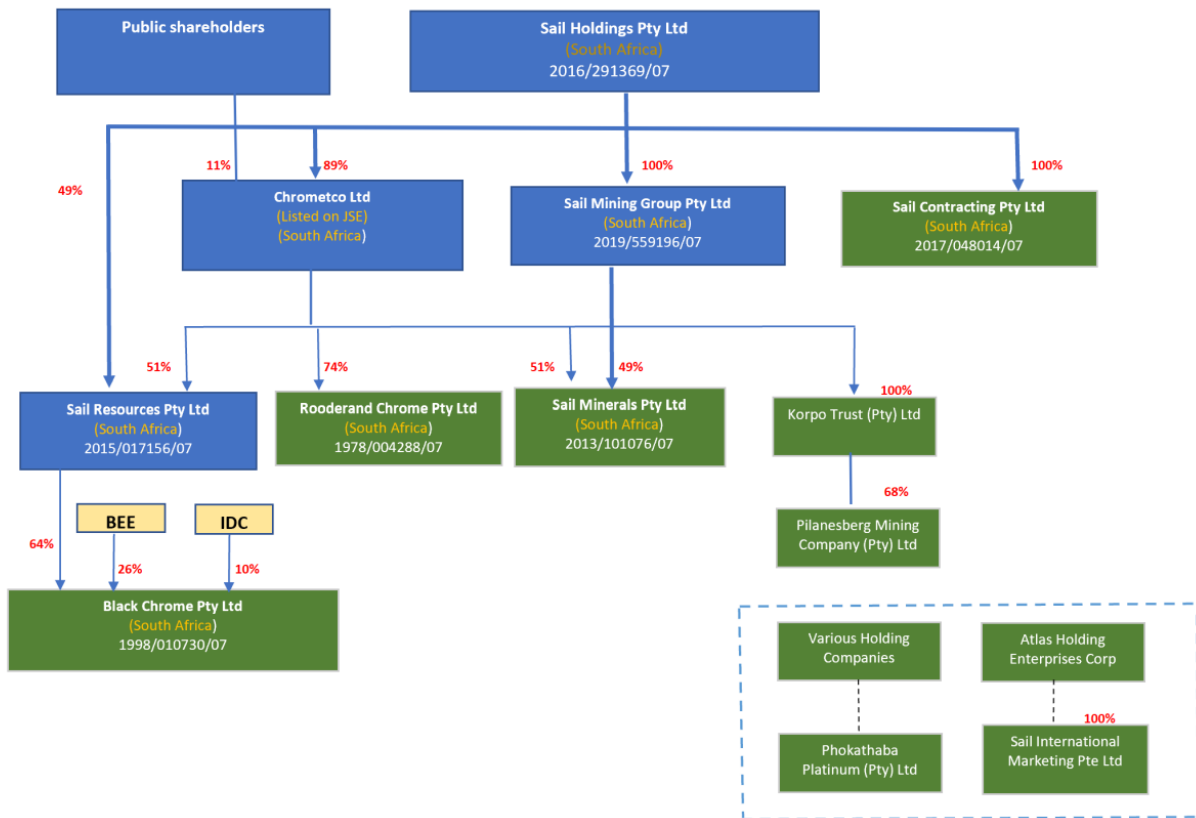 Public shareholders
Sail Holdings Pty Ltd
(South Africa)
2016/291369/07
49%
11%
89%
100%
100%
Chrometco Ltd
(Listed on JSE)
(South Africa)
Sail Mining Group Pty Ltd
(South Africa)
2019/559196/07
Sail Contracting Pty Ltd
(South Africa)
2017/048014/07
51%
74%
51%
49%
100%
Sail Resources Pty Ltd
(South Africa)
2015/017156/07
Rooderand Chrome Pty Ltd
(South Africa)
1978/004288/07
Sail Minerals Pty Ltd
(South Africa)
2013/101076/07
Korpo Trust (Pty) Ltd
68%
Pilanesberg Mining
Company (Pty) Ltd
BEE
IDC
64%
26%
10%
Black Chrome Pty Ltd
(South Africa)
1998/010730/07
Various Holding
Companies
Atlas Holding
Enterprises Corp
100%
Phokathaba
Platinum (Pty) Ltd
Sail International
Marketing Pte Ltd